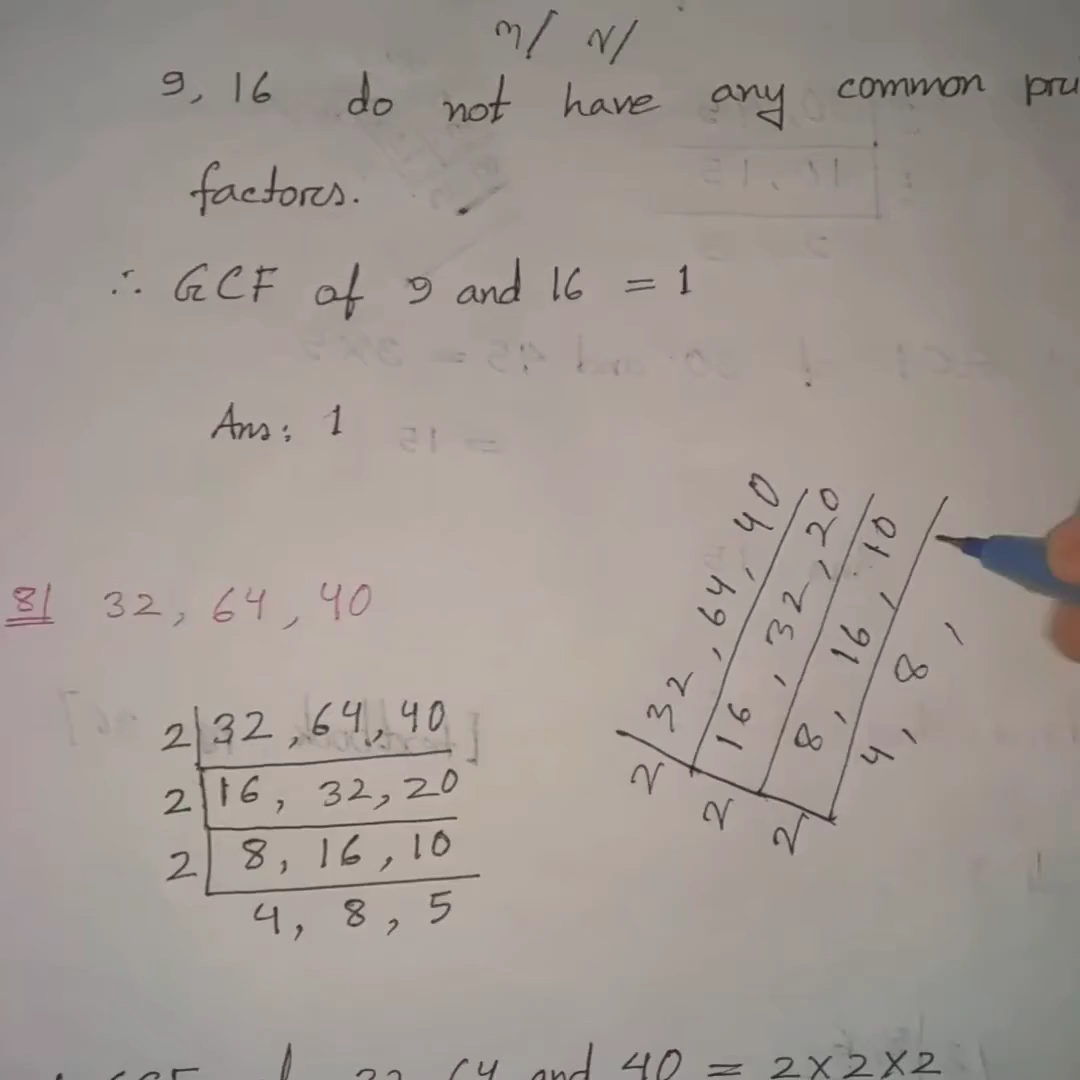 9, 16 do not have any common
factors.
∴ GCF of 9 and 16 = 1
Ans: 1
8/ 32, 64, 40
2 32, 64, 40
2 16, 32, 20
2 8, 16, 10
4, 8, 5
2 32, 64, 40
2 16, 32, 20
2 8, 16, 10
4, 8,
32, 64 and 40 = 2×2×2